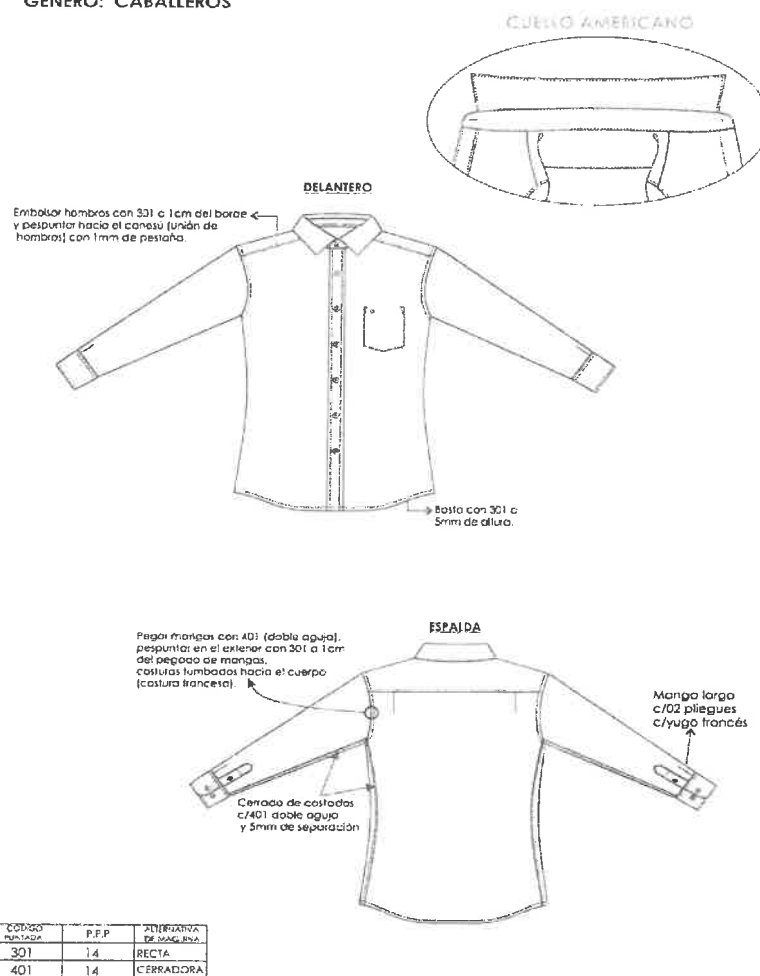 GÉNERO: CABALLEROS
CUELLO AMERICANO
DELANTERO
Embolsar hombros con 301 a 1cm del borde
y pespuntar hacia el canesú (unión de
hombros) con 1mm de pestaña.
Basta con 301 a
5mm de altura.
ESPALDA
Pegar mangas con 401 (doble aguja),
pespuntar en el exterior con 301 a 1cm
del pegado de mangas,
costuras tumbadas hacia el cuerpo
(costura francesa).
Manga larga
c/02 pliegues
c/yugo francés
Cerrado de costados
c/401 doble aguja
y 5mm de separación
CODIGO PUNTADA P.P.P ALTERNATIVA DE MAQUINA
301 14 RECTA
401 14 CERRADORA